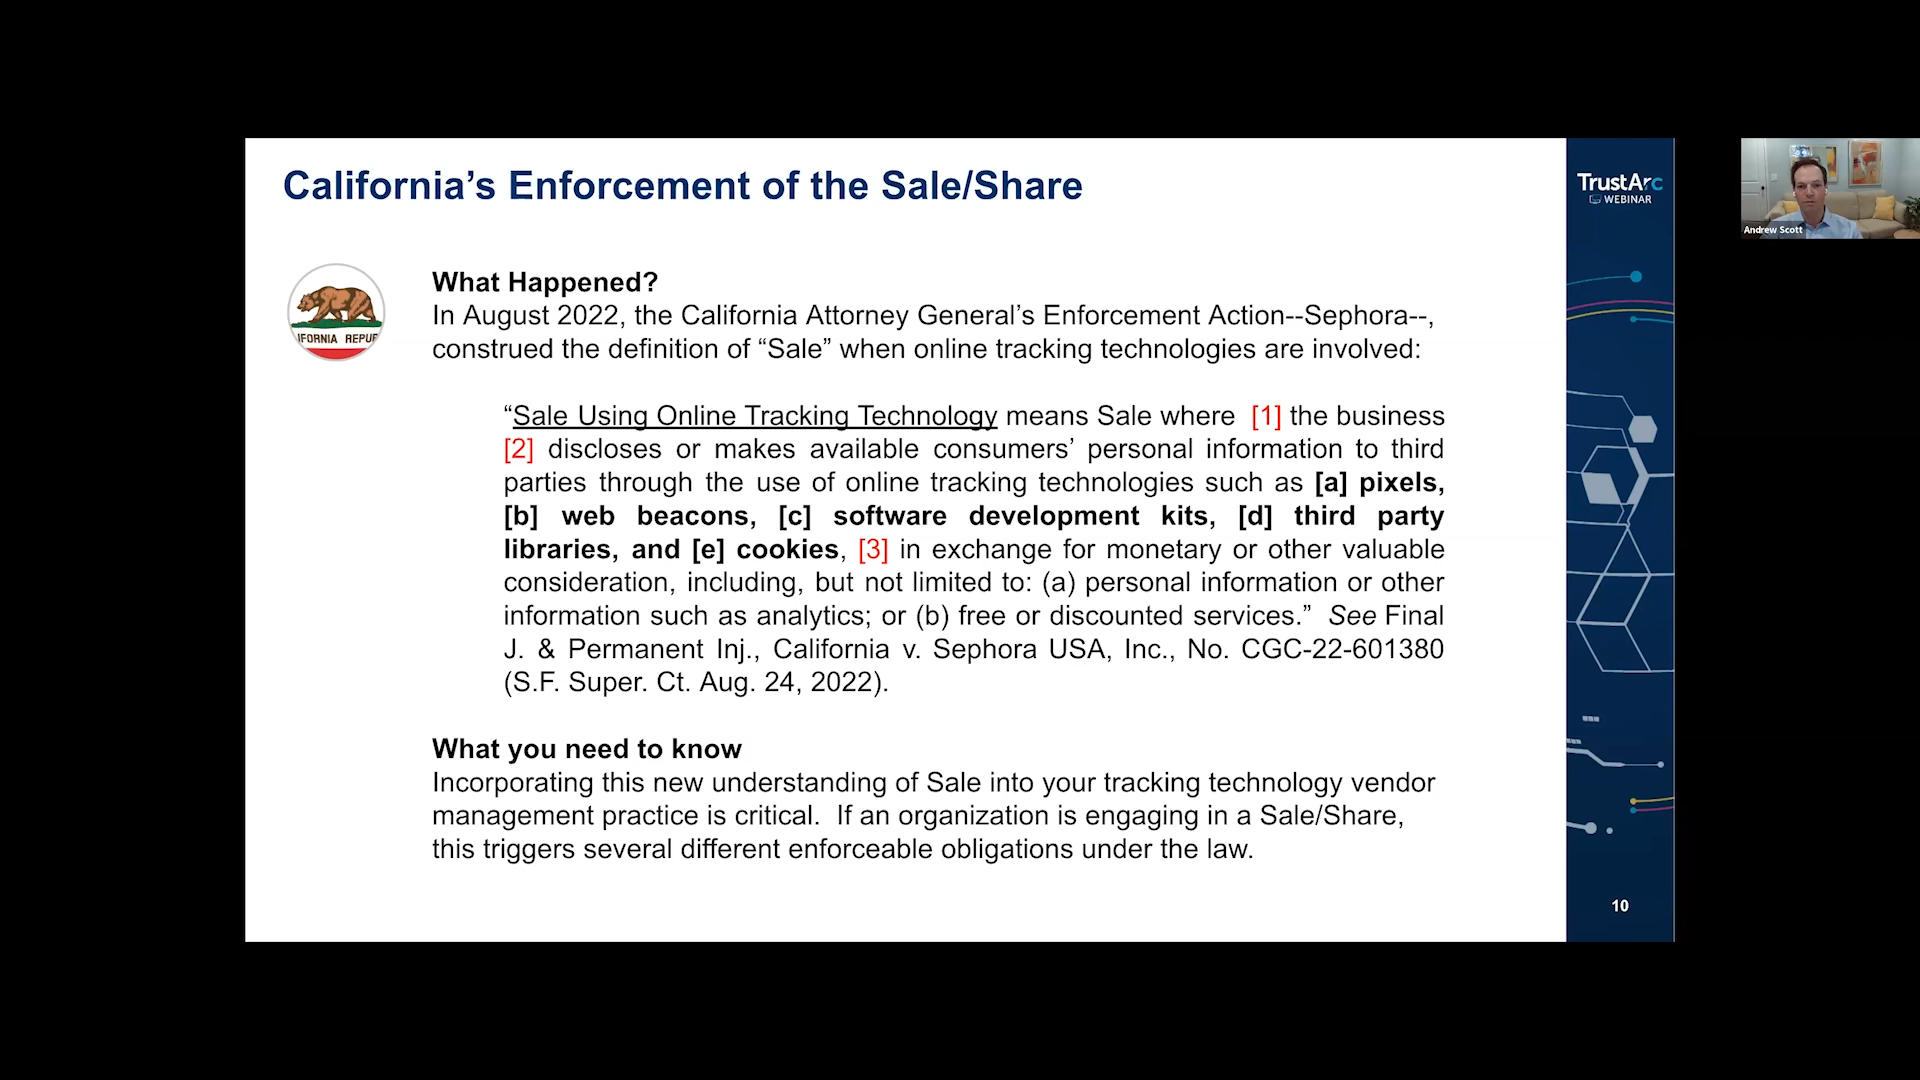 California’s Enforcement of the Sale/Share
TrustArc
WEBINAR
Andrew Scott
IFORNIA REPUB
What Happened?
In August 2022, the California Attorney General’s Enforcement Action--Sephora--,
construed the definition of “Sale” when online tracking technologies are involved:
“Sale Using Online Tracking Technology means Sale where [1] the business
[2] discloses or makes available consumers’ personal information to third
parties through the use of online tracking technologies such as [a] pixels,
[b] web beacons, [c] software development kits, [d] third party
libraries, and [e] cookies, [3] in exchange for monetary or other valuable
consideration, including, but not limited to: (a) personal information or other
information such as analytics; or (b) free or discounted services.” See Final
J. & Permanent Inj., California v. Sephora USA, Inc., No. CGC-22-601380
(S.F. Super. Ct. Aug. 24, 2022).
What you need to know
Incorporating this new understanding of Sale into your tracking technology vendor
management practice is critical. If an organization is engaging in a Sale/Share,
this triggers several different enforceable obligations under the law.
10